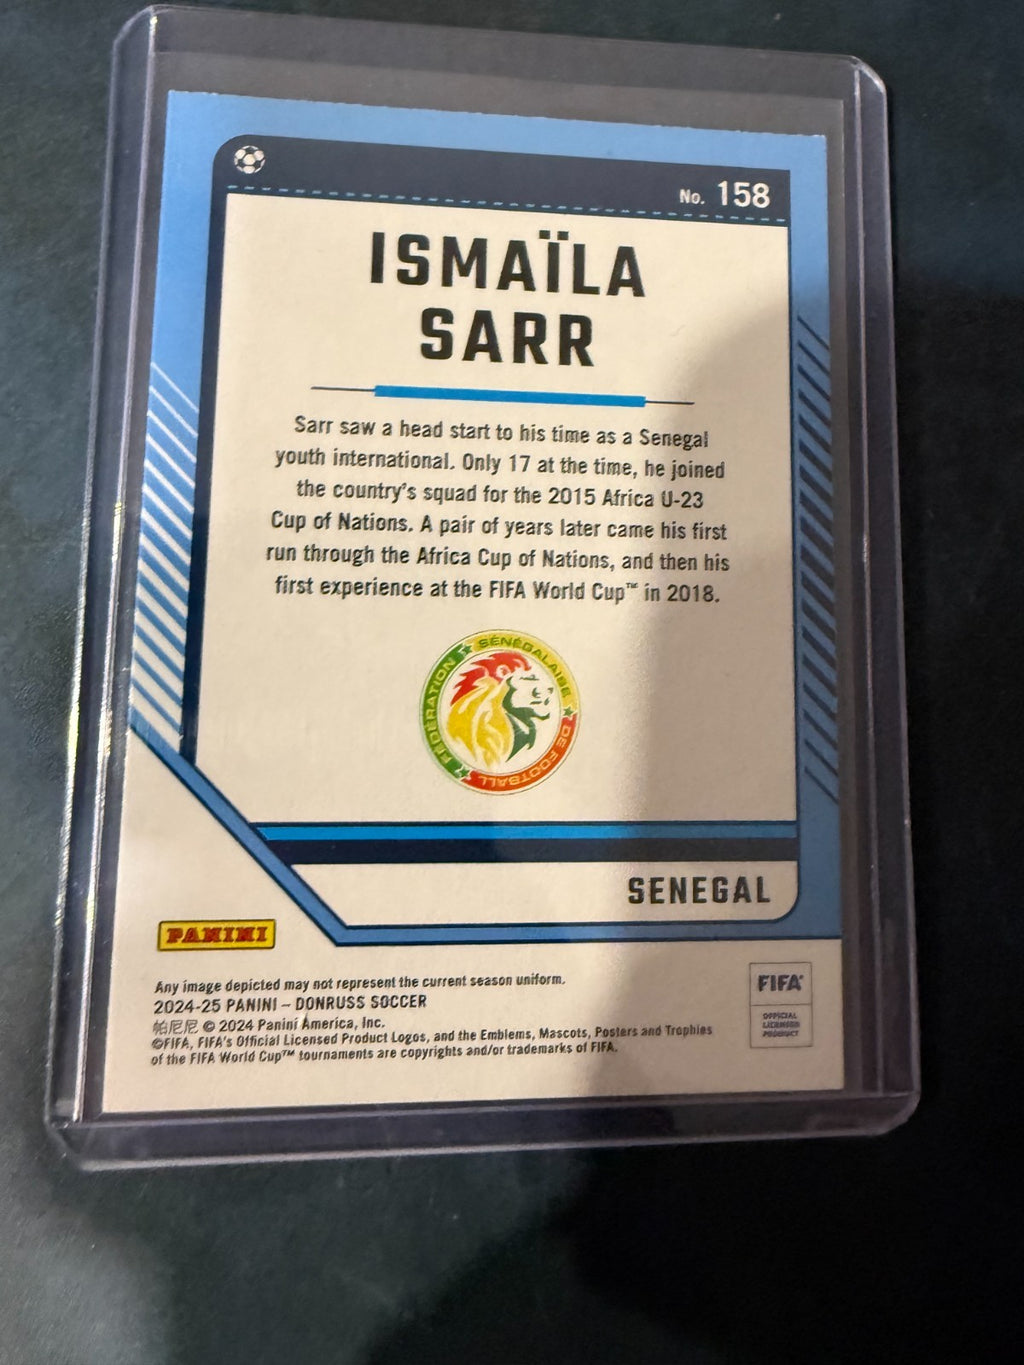 No. 158
ISMAÏLA
SARR
Sarr saw a head start to his time as a Senegal
youth international. Only 17 at the time, he joined
the country's squad for the 2015 Africa U-23
Cup of Nations. A pair of years later came his first
run through the Africa Cup of Nations, and then his
first experience at the FIFA World Cup™ in 2018.
FÉDÉRATION SÉNÉGALAISE DE FOOTBALL
SENEGAL
PANINI
Any image depicted may not represent the current season uniform.
2024-25 PANINI – DONRUSS SOCCER
帕尼尼 © 2024 Panini America, Inc.
©FIFA, FIFA's Official Licensed Product Logos, and the Emblems, Mascots, Posters and Trophies
of the FIFA World Cup™ tournaments are copyrights and/or trademarks of FIFA.
FIFA
OFFICIAL
LICENSED
PRODUCT